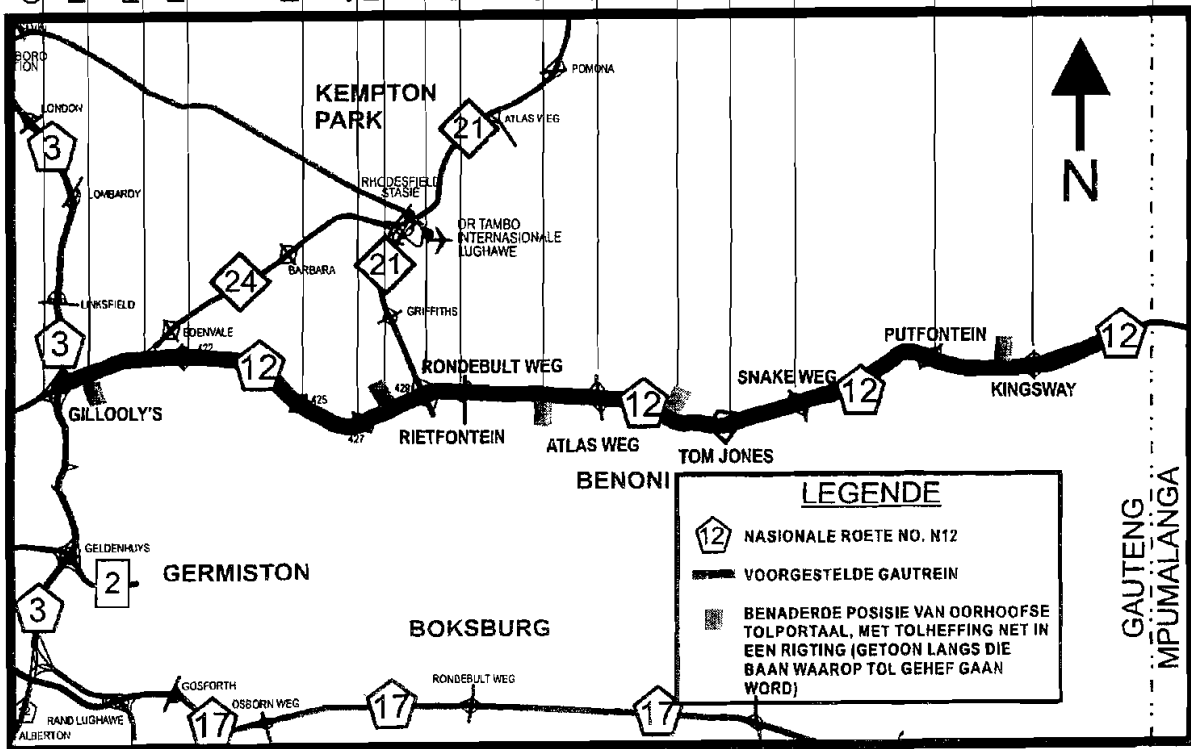 KEMPTON
PARK
POMONA
ATLAS WEG
21
LONDON
3
LOMBARDY
RHODESFIELD
STASIE
OR TAMBO
INTERNASIONALE
LUGHAWE
N
21
BARBARA
24
LINKSFIELD
GRIFFITHS
EDENVALE
3
422
12
12
PUTFONTEIN
RONDEBULT WEG
428
SNAKE WEG
12
KINGSWAY
GILLOOLY'S
425
427
RIETFONTEIN
12
ATLAS WEG
TOM JONES
BENONI
GELDENHUYS
2
GERMISTON
3
BOKSBURG
GOSFORTH
RONDEBULT WEG
OSBORN WEG
17
17
17
RAND LUGHAWE
ALBERTON
GAUTENG
MPUMALANGA
LEGENDE
12 NASIONALE ROETE NO. N12
VOORGESTELDE GAUTREIN
BENADERDE POSISIE VAN OORHOOFSE
TOLPORTAAL, MET TOLHEFFING NET IN
EEN RIGTING (GETOON LANGS DIE
BAAN WAAROP TOL GEHEF GAAN
WORD)